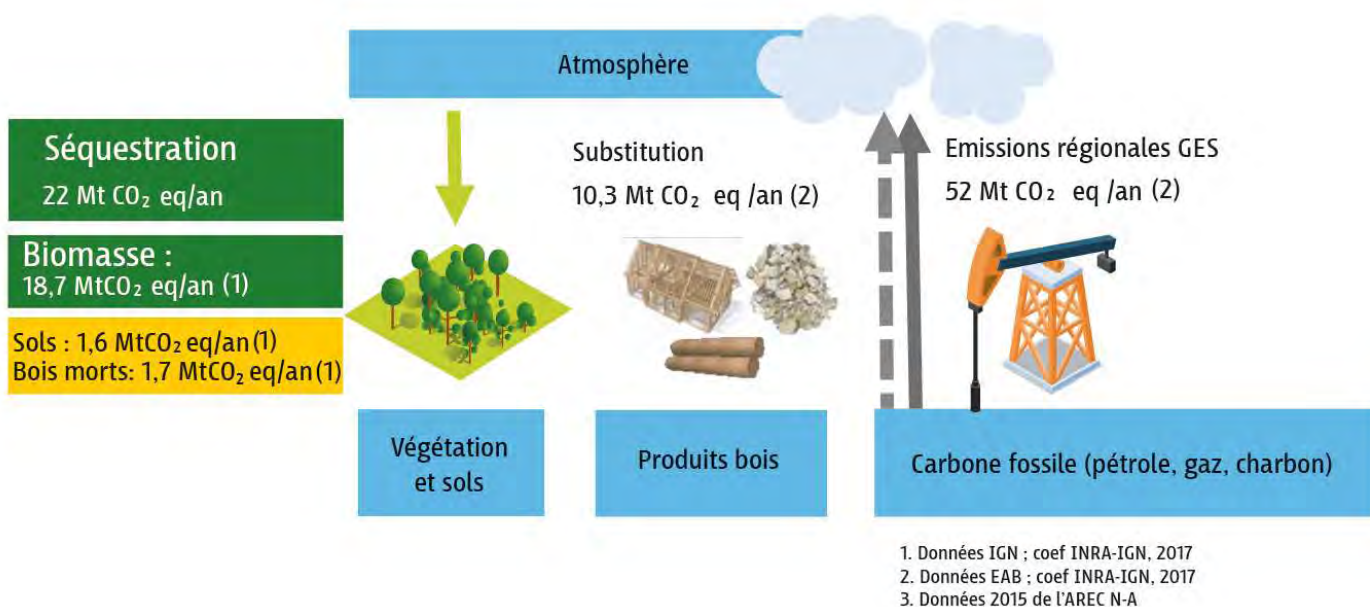 Atmosphère
Séquestration
22 Mt CO₂ eq/an
Biomasse :
18,7 MtCO₂ eq/an (1)
Sols : 1,6 MtCO₂ eq/an (1)
Bois morts: 1,7 MtCO₂ eq/an (1)
Substitution
10,3 Mt CO₂ eq /an (2)
Emissions régionales GES
52 Mt CO₂ eq /an (2)
Végétation
et sols
Produits bois
Carbone fossile (pétrole, gaz, charbon)
1. Données IGN ; coef INRA-IGN, 2017
2. Données EAB ; coef INRA-IGN, 2017
3. Données 2015 de l'AREC N-A